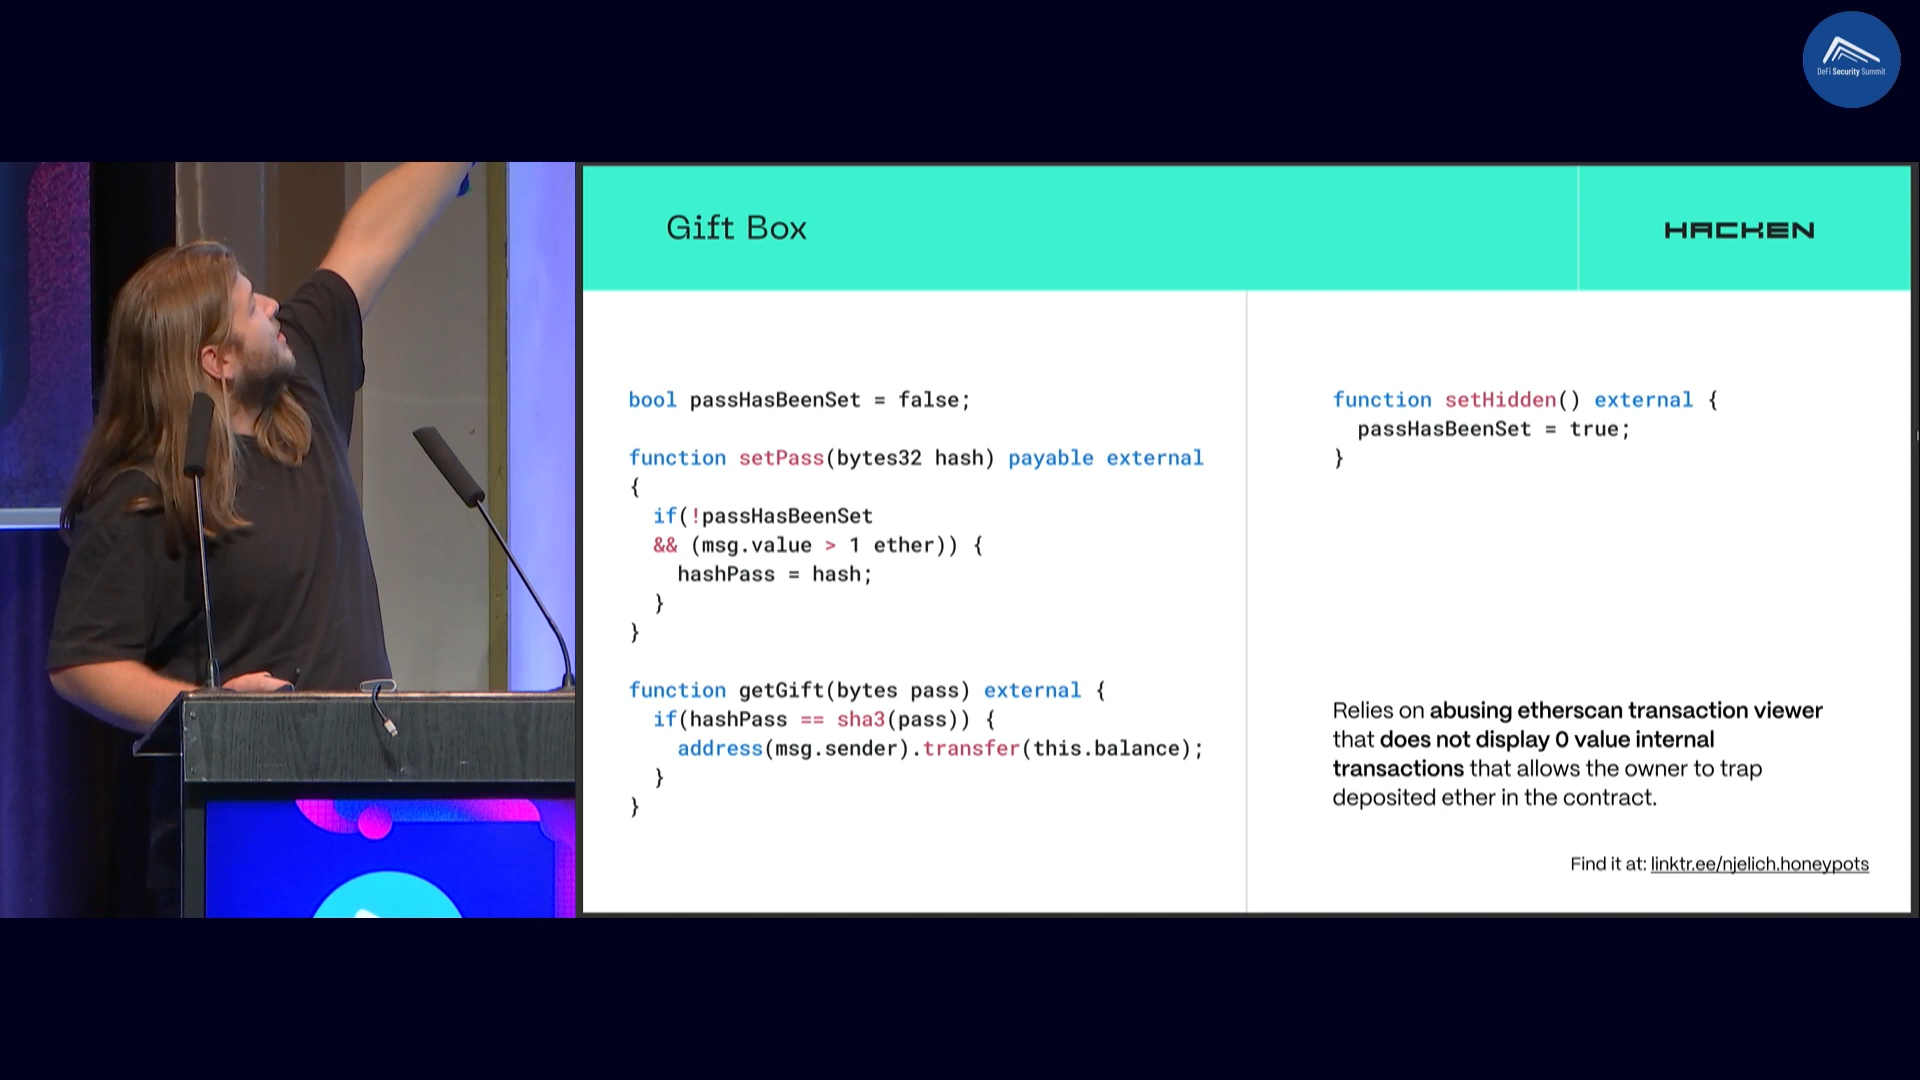 DeFi Security Summit
Gift Box
HACKEN
bool passHasBeenSet = false;
function setPass(bytes32 hash) payable external
{
if(!passHasBeenSet
&& (msg.value > 1 ether)) {
hashPass = hash;
}
}
function getGift(bytes pass) external {
if(hashPass == sha3(pass)) {
address(msg.sender).transfer(this.balance);
}
}
function setHidden() external {
passHasBeenSet = true;
}
Relies on abusing etherscan transaction viewer
that does not display 0 value internal
transactions that allows the owner to trap
deposited ether in the contract.
Find it at: linktr.ee/njelich.honeypots